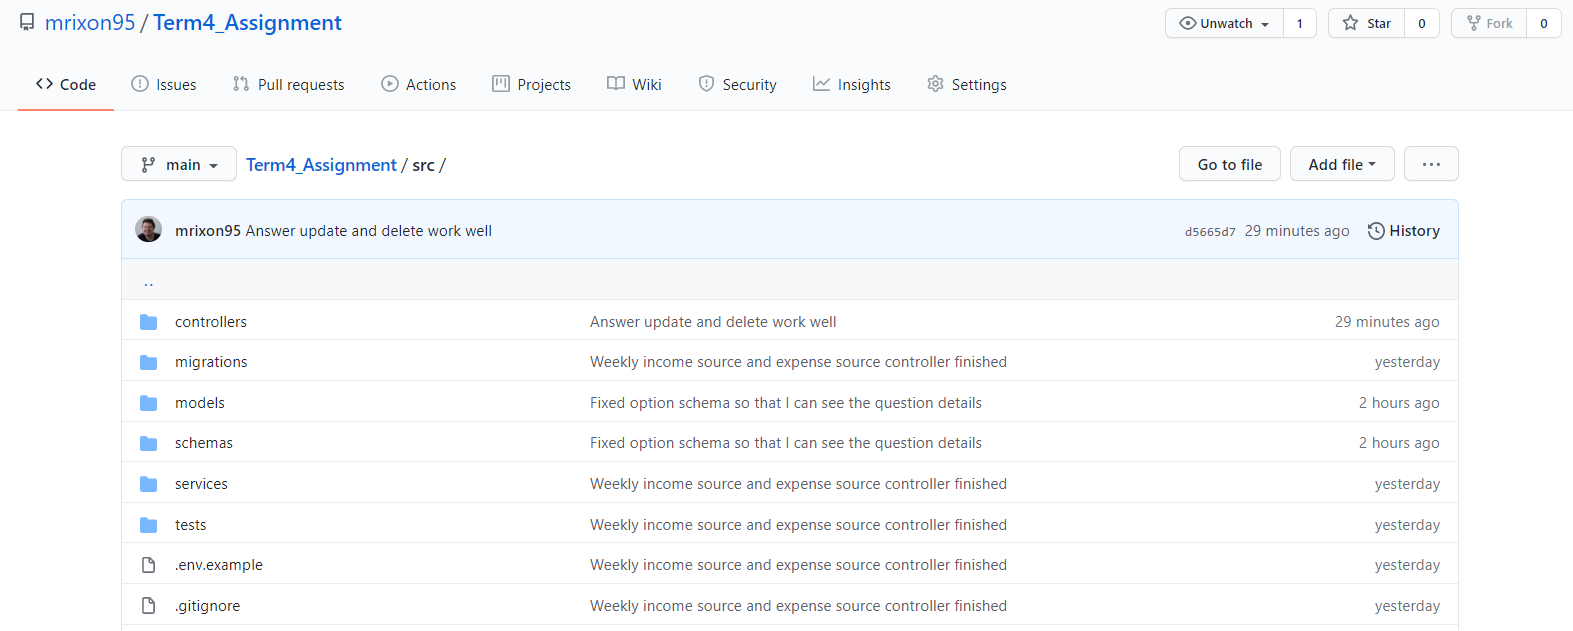 mrixon95 / Term4_Assignment Unwatch 1 Star 0 Fork 0
Code Issues Pull requests Actions Projects Wiki Security Insights Settings
main Term4_Assignment / src / Go to file Add file ...
mrixon95 Answer update and delete work well d5665d7 29 minutes ago History
..
controllers Answer update and delete work well 29 minutes ago
migrations Weekly income source and expense source controller finished yesterday
models Fixed option schema so that I can see the question details 2 hours ago
schemas Fixed option schema so that I can see the question details 2 hours ago
services Weekly income source and expense source controller finished yesterday
tests Weekly income source and expense source controller finished yesterday
.env.example Weekly income source and expense source controller finished yesterday
.gitignore Weekly income source and expense source controller finished yesterday